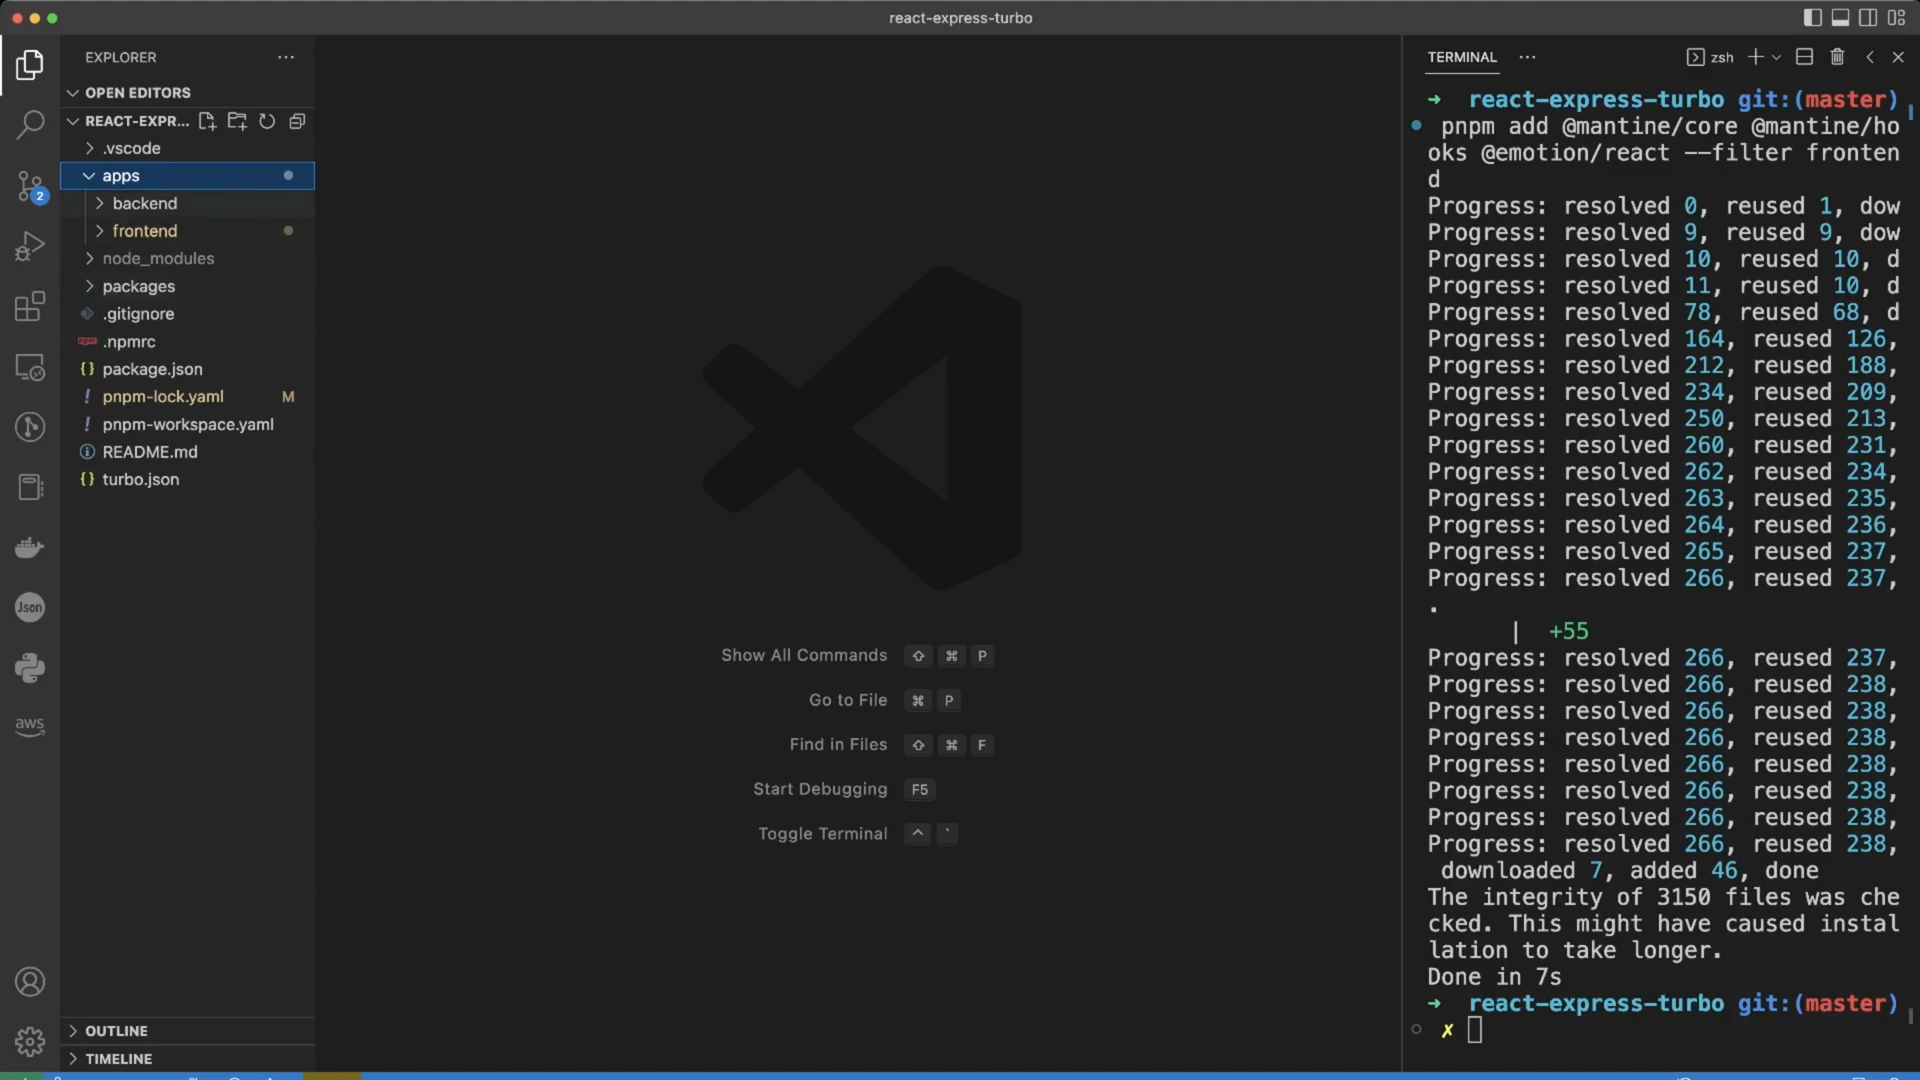 react-express-turbo
EXPLORER
OPEN EDITORS
REACT-EXPR...
.vscode
apps
backend
frontend
node_modules
packages
.gitignore
.npmrc
package.json
pnpm-lock.yaml M
pnpm-workspace.yaml
README.md
turbo.json
OUTLINE
TIMELINE
2
Json
aws
Show All Commands ⇧ ⌘ P
Go to File ⌘ P
Find in Files ⇧ ⌘ F
Start Debugging F5
Toggle Terminal ^ `
TERMINAL
zsh
➜ react-express-turbo git:(master)
pnpm add @mantine/core @mantine/ho
oks @emotion/react --filter fronten
d
Progress: resolved 0, reused 1, dow
Progress: resolved 9, reused 9, dow
Progress: resolved 10, reused 10, d
Progress: resolved 11, reused 10, d
Progress: resolved 78, reused 68, d
Progress: resolved 164, reused 126,
Progress: resolved 212, reused 188,
Progress: resolved 234, reused 209,
Progress: resolved 250, reused 213,
Progress: resolved 260, reused 231,
Progress: resolved 262, reused 234,
Progress: resolved 263, reused 235,
Progress: resolved 264, reused 236,
Progress: resolved 265, reused 237,
Progress: resolved 266, reused 237,
.
| +55
Progress: resolved 266, reused 237,
Progress: resolved 266, reused 238,
Progress: resolved 266, reused 238,
Progress: resolved 266, reused 238,
Progress: resolved 266, reused 238,
Progress: resolved 266, reused 238,
Progress: resolved 266, reused 238,
Progress: resolved 266, reused 238,
downloaded 7, added 46, done
The integrity of 3150 files was che
cked. This might have caused instal
lation to take longer.
Done in 7s
➜ react-express-turbo git:(master)
✗